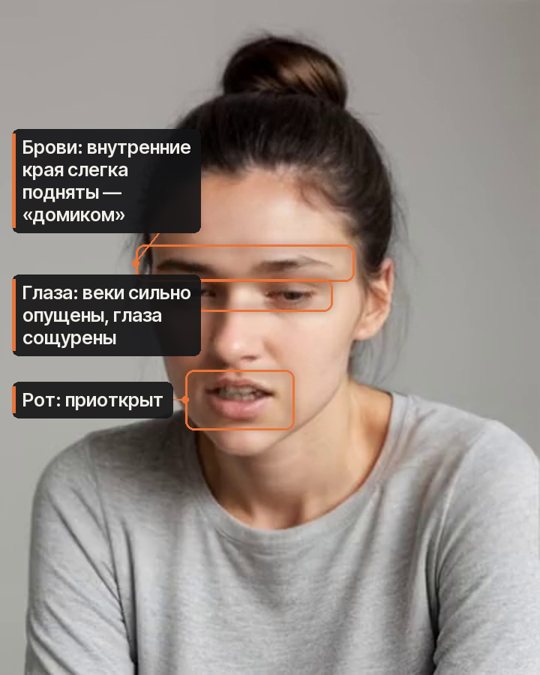 Брови: внутренние
края слегка
подняты —
«домиком»
Глаза: веки сильно
опущены, глаза
сощурены
Рот: приоткрыт